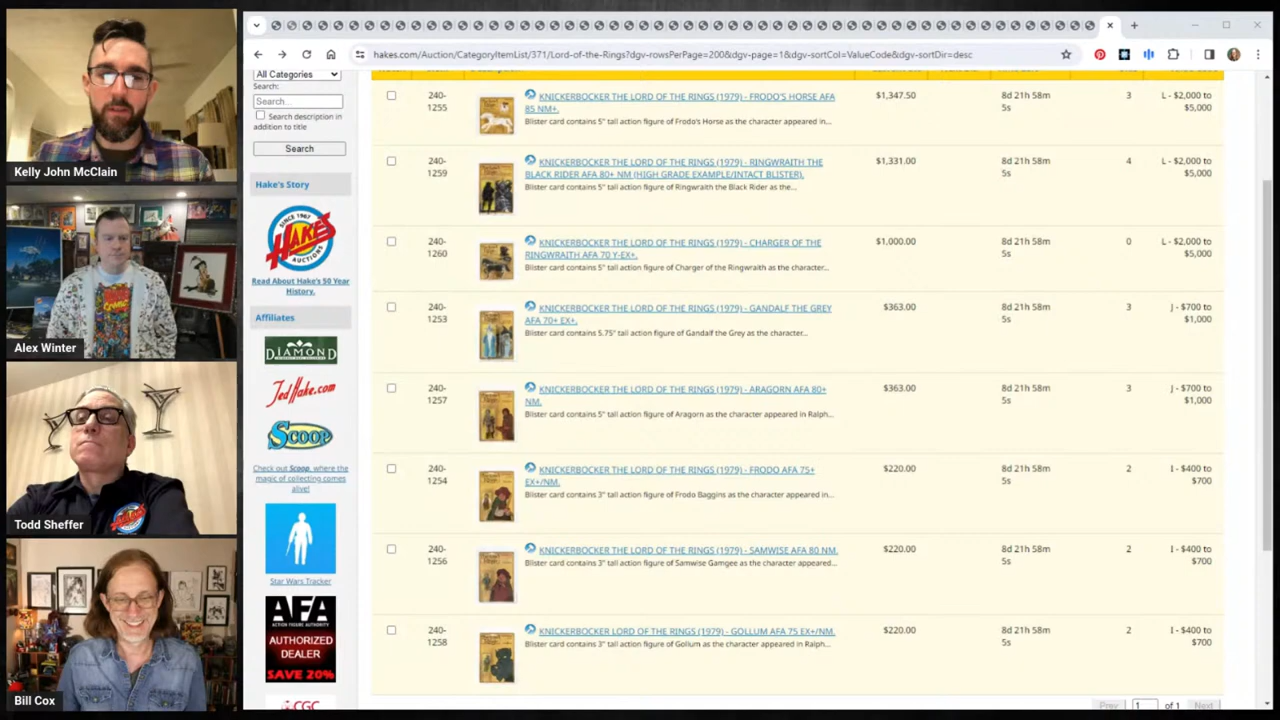 hakes.com/Auction/CategoryItemList/371/Lord-of-the-Rings?dgv-rowsPerPage=200&dgv-page=1&dgv-sortCol=ValueCode&dgv-sortDir=desc
Kelly John McClain
Alex Winter
Todd Sheffer
Bill Cox
All Categories
Search:
Search...
Search description in
addition to title
Search
Hake's Story
SINCE 1967
HAKE'S
AUCTIONS
Read About Hake's 50 Year
History.
Affiliates
DIAMOND
TedHake.com
SCOOP
Check out Scoop, where the
magic of collecting comes
alive!
Star Wars Tracker
AFA
ACTION FIGURE AUTHORITY
AUTHORIZED
DEALER
SAVE 20%
CGC
240-
1255
KNICKERBOCKER THE LORD OF THE RINGS (1979) - FRODO'S HORSE AFA
85 NM+.
Blister card contains 5" tall action figure of Frodo's Horse as the character appeared in...
$1,347.50
8d 21h 58m
5s
3
L - $2,000 to
$5,000
240-
1259
KNICKERBOCKER THE LORD OF THE RINGS (1979) - RINGWRAITH THE
BLACK RIDER AFA 80+ NM (HIGH GRADE EXAMPLE/INTACT BLISTER).
Blister card contains 5" tall action figure of Ringwraith the Black Rider as the...
$1,331.00
8d 21h 58m
5s
4
L - $2,000 to
$5,000
240-
1260
KNICKERBOCKER THE LORD OF THE RINGS (1979) - CHARGER OF THE
RINGWRAITH AFA 70 Y-EX+.
Blister card contains 5" tall action figure of Charger of the Ringwraith as the character...
$1,000.00
8d 21h 58m
5s
0
L - $2,000 to
$5,000
240-
1253
KNICKERBOCKER THE LORD OF THE RINGS (1979) - GANDALF THE GREY
AFA 70+ EX+.
Blister card contains 5.75" tall action figure of Gandalf the Grey as the character...
$363.00
8d 21h 58m
5s
3
J - $700 to
$1,000
240-
1257
KNICKERBOCKER THE LORD OF THE RINGS (1979) - ARAGORN AFA 80+
NM.
Blister card contains 5" tall action figure of Aragorn as the character appeared in Ralph...
$363.00
8d 21h 58m
5s
3
J - $700 to
$1,000
240-
1254
KNICKERBOCKER THE LORD OF THE RINGS (1979) - FRODO AFA 75+
EX+/NM.
Blister card contains 3" tall action figure of Frodo Baggins as the character appeared in...
$220.00
8d 21h 58m
5s
2
I - $400 to
$700
240-
1256
KNICKERBOCKER THE LORD OF THE RINGS (1979) - SAMWISE AFA 80 NM.
Blister card contains 3" tall action figure of Samwise Gamgee as the character appeared...
$220.00
8d 21h 58m
5s
2
I - $400 to
$700
240-
1258
KNICKERBOCKER LORD OF THE RINGS (1979) - GOLLUM AFA 75 EX+/NM.
Blister card contains 3" tall action figure of Gollum as the character appeared in Ralph...
$220.00
8d 21h 58m
5s
2
I - $400 to
$700
Prev 1 of 1 Next